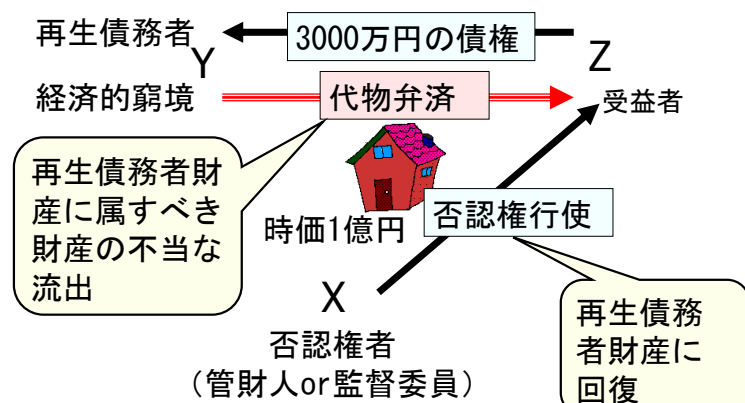 再生債務者
3000万円の債権
Y
Z
経済的窮境
代物弁済
受益者
再生債務者財
産に属すべき
財産の不当な
流出
時価1億円
否認権行使
X
再生債務
者財産に
回復
否認権者
（管財人or監督委員）